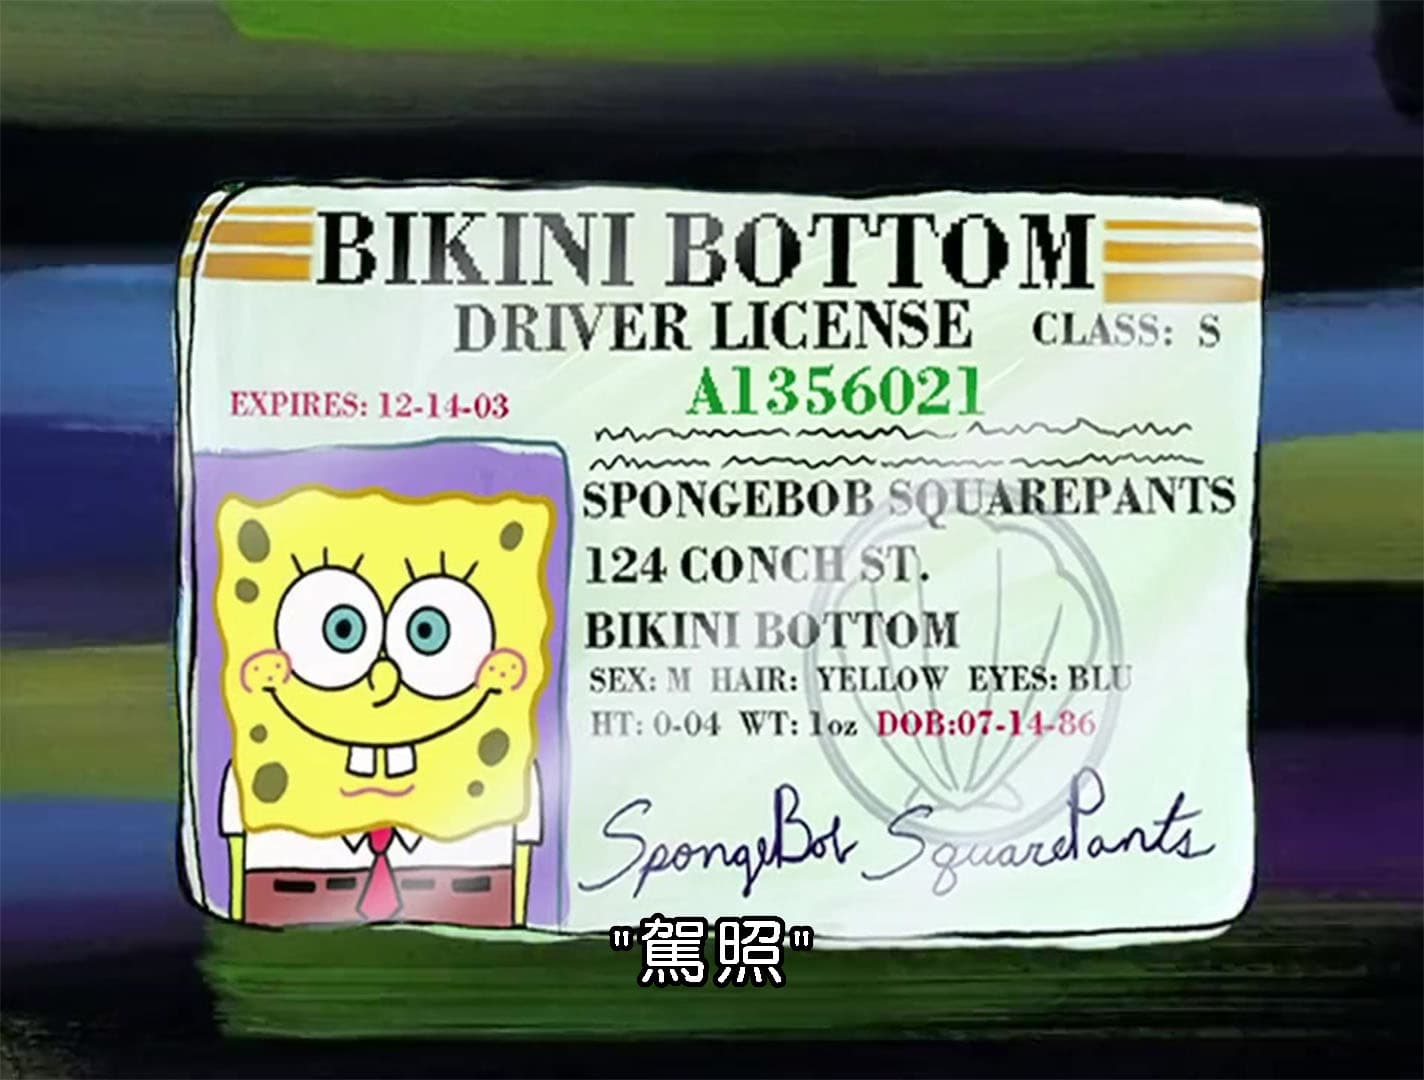 BIKINI BOTTOM
DRIVER LICENSE CLASS: S
A1356021
EXPIRES: 12-14-03
SPONGEBOB SQUAREPANTS
124 CONCH ST.
BIKINI BOTTOM
SEX: M HAIR: YELLOW EYES: BLU
HT: 0-04 WT: 1oz DOB:07-14-86
SpongeBob SquarePants
"駕照"